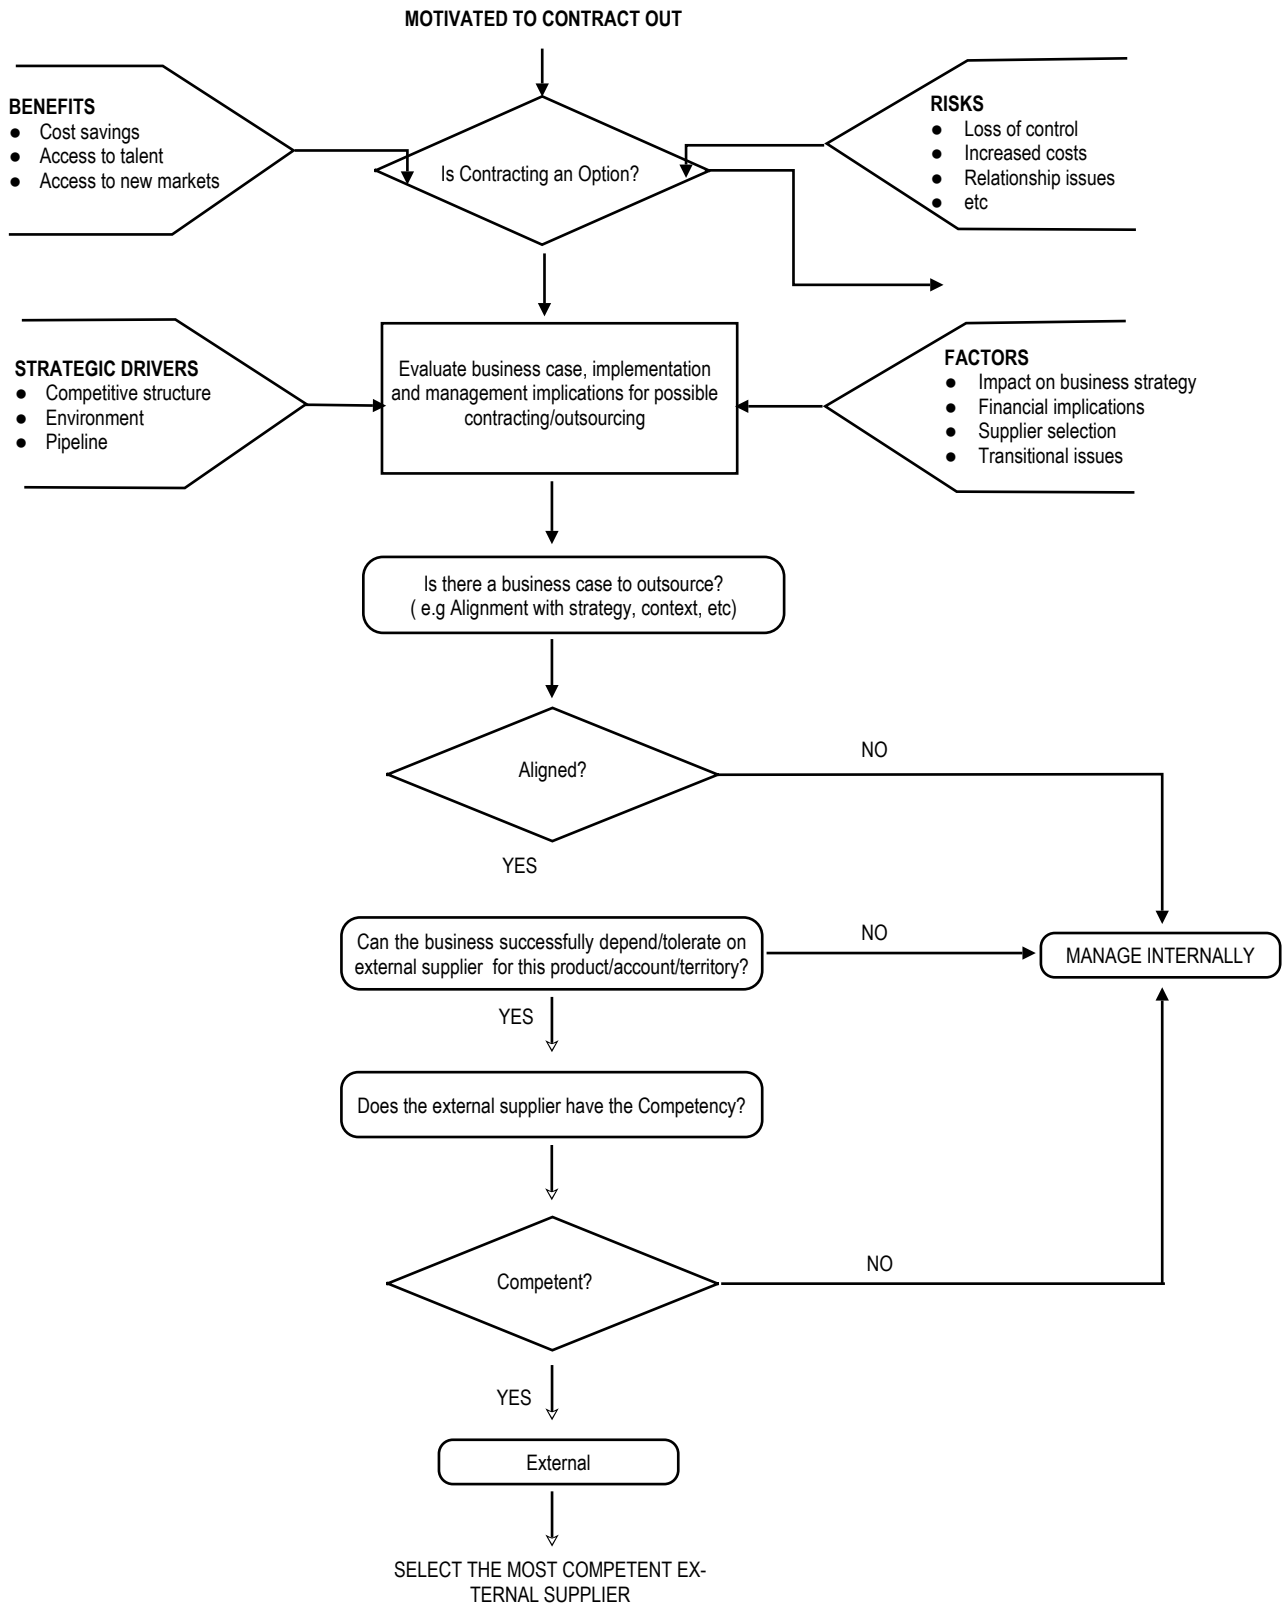 MOTIVATED TO CONTRACT OUT
BENEFITS
● Cost savings
● Access to talent
● Access to new markets
Is Contracting an Option?
RISKS
● Loss of control
● Increased costs
● Relationship issues
● etc
STRATEGIC DRIVERS
● Competitive structure
● Environment
● Pipeline
Evaluate business case, implementation
and management implications for possible
contracting/outsourcing
FACTORS
● Impact on business strategy
● Financial implications
● Supplier selection
● Transitional issues
Is there a business case to outsource?
( e.g Alignment with strategy, context, etc)
Aligned?
NO
YES
Can the business successfully depend/tolerate on
external supplier for this product/account/territory?
NO
MANAGE INTERNALLY
YES
Does the external supplier have the Competency?
Competent?
NO
YES
External
SELECT THE MOST COMPETENT EX-
TERNAL SUPPLIER